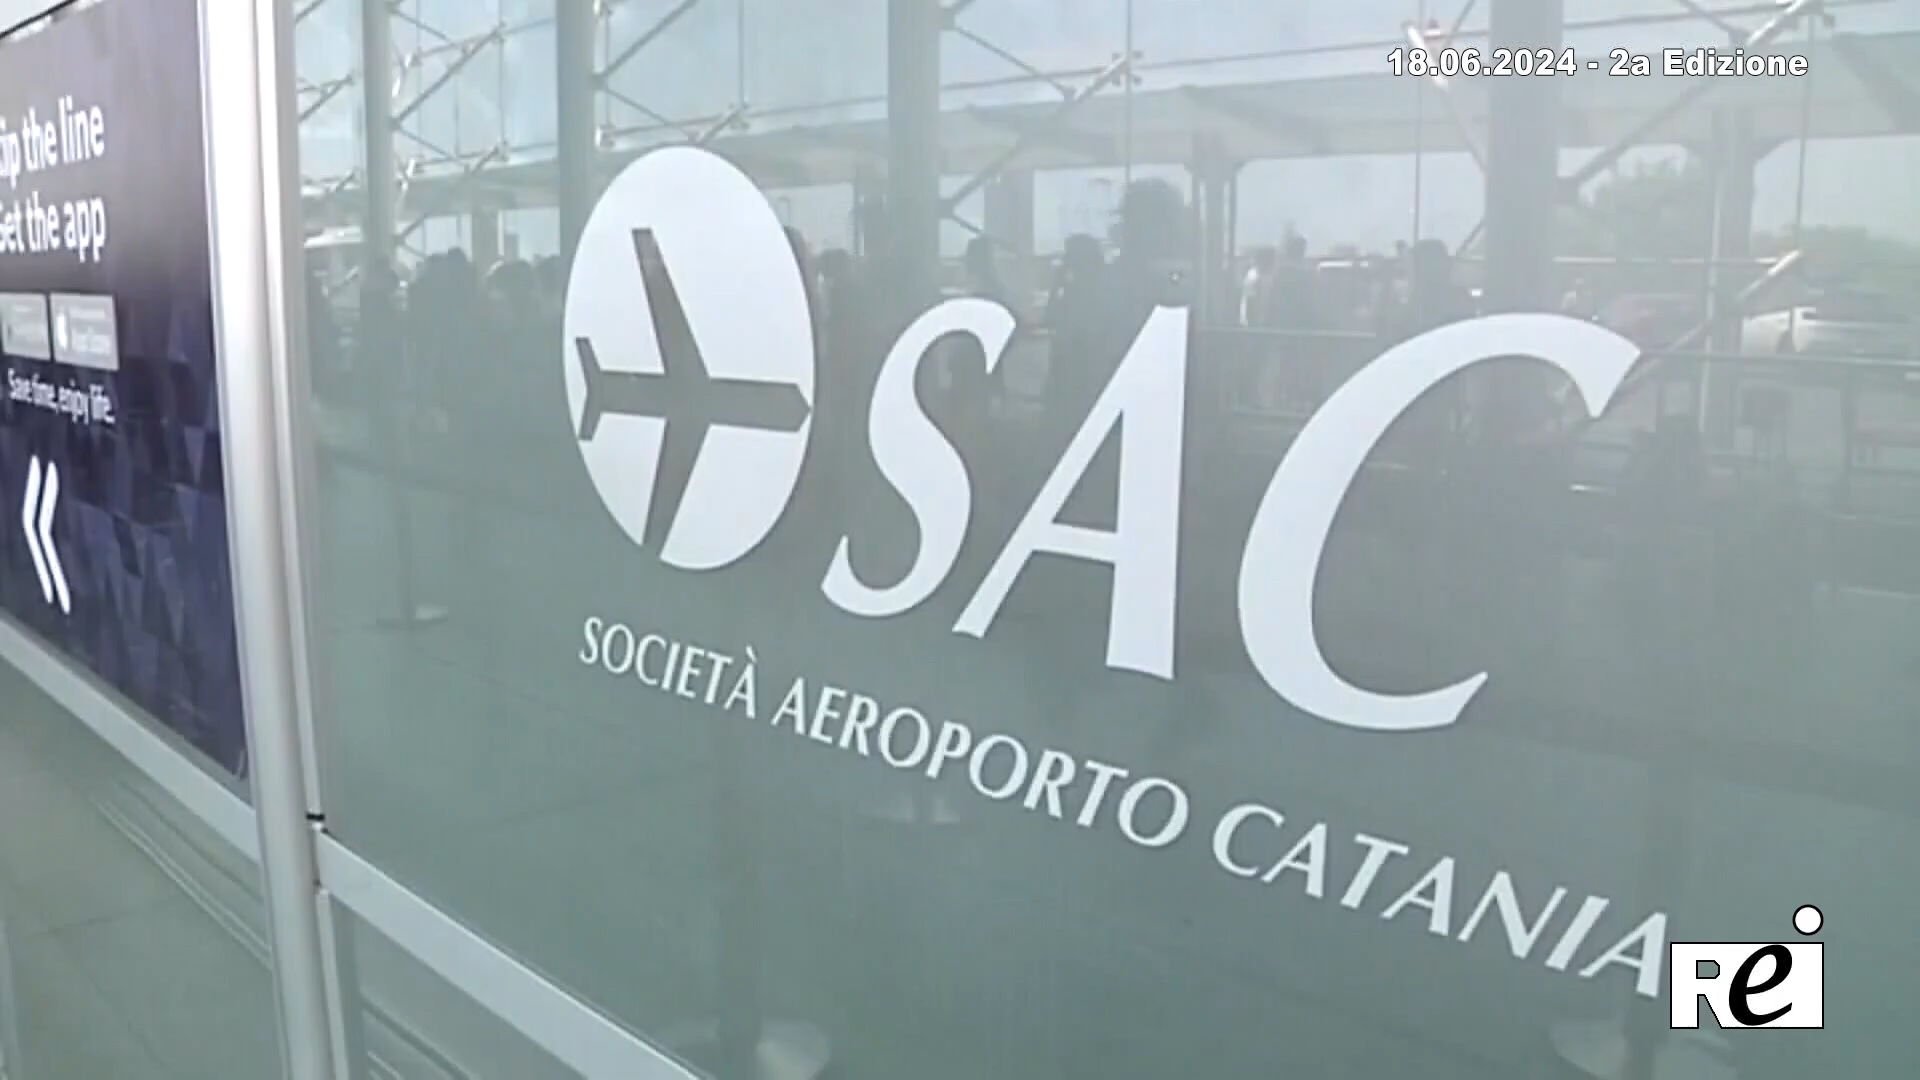 18.06.2024 - 2a Edizione
the line
Get the app
Save time, enjoy life.
SAC
SOCIETÀ AEROPORTO CATANIA
Rei